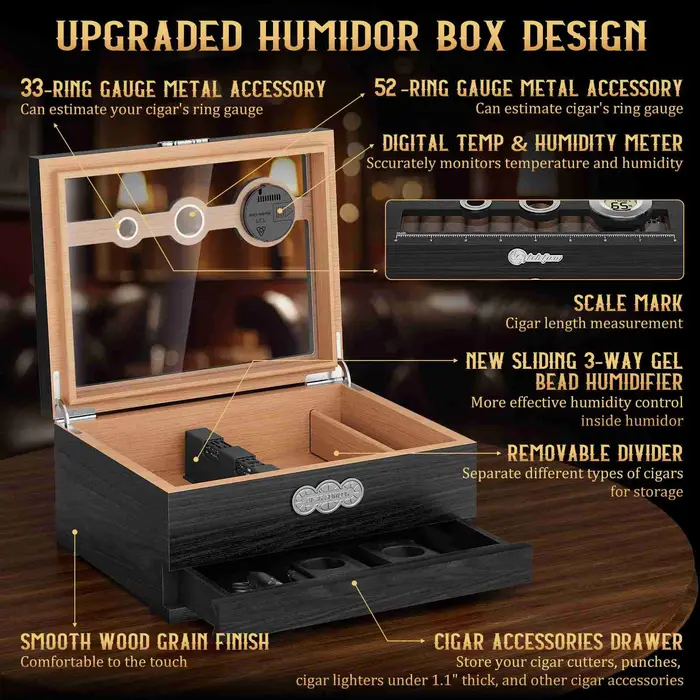 UPGRADED HUMIDOR BOX DESIGN
33-RING GAUGE METAL ACCESSORY
Can estimate your cigar's ring gauge
52-RING GAUGE METAL ACCESSORY
Can estimate cigar's ring gauge
DIGITAL TEMP & HUMIDITY METER
Sccurately monitors temperature and humidity
65
SCALE MARK
Cigar length measurement
NEW SLIDING 3-WAY GEL
BEAD HUMIDIFIER
More effective humidity control
inside humidor
REMOVABLE DIVIDER
Separate different types of cigars
for storage
SMOOTH WOOD GRAIN FINISH
Comfortable to the touch
CIGAR ACCESSORIES DRAWER
Store your cigar cutters, punches,
cigar lighters under 1.1" thick, and other cigar accessories